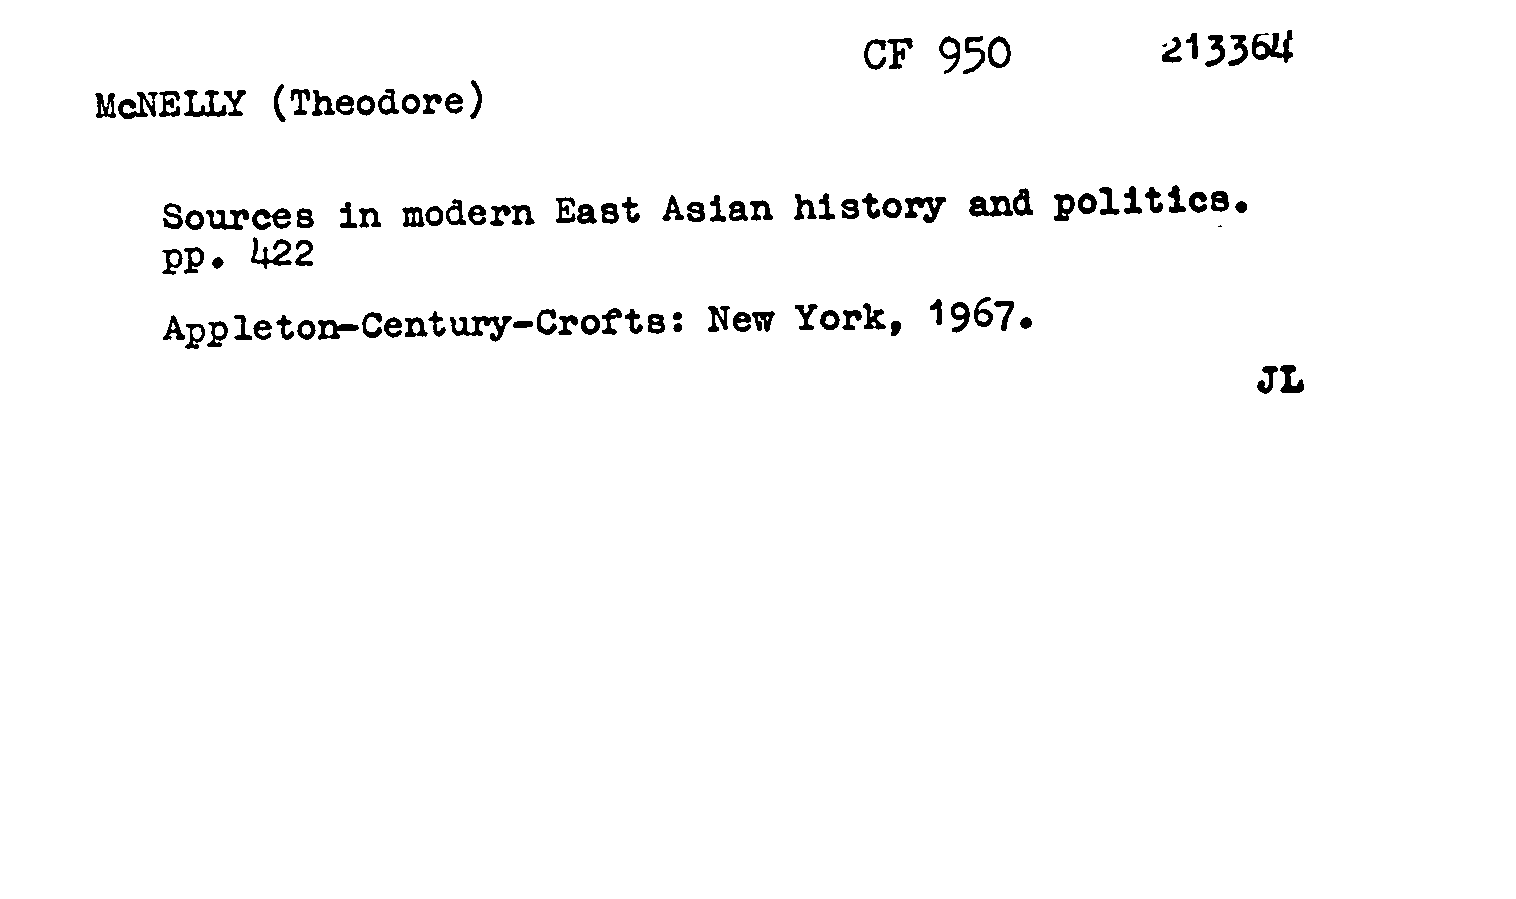 CF 950 213364
McNELLY (Theodore)
Sources in modern East Asian history and politics.
pp. 422
Appleton-Century-Crofts: New York, 1967.
JL